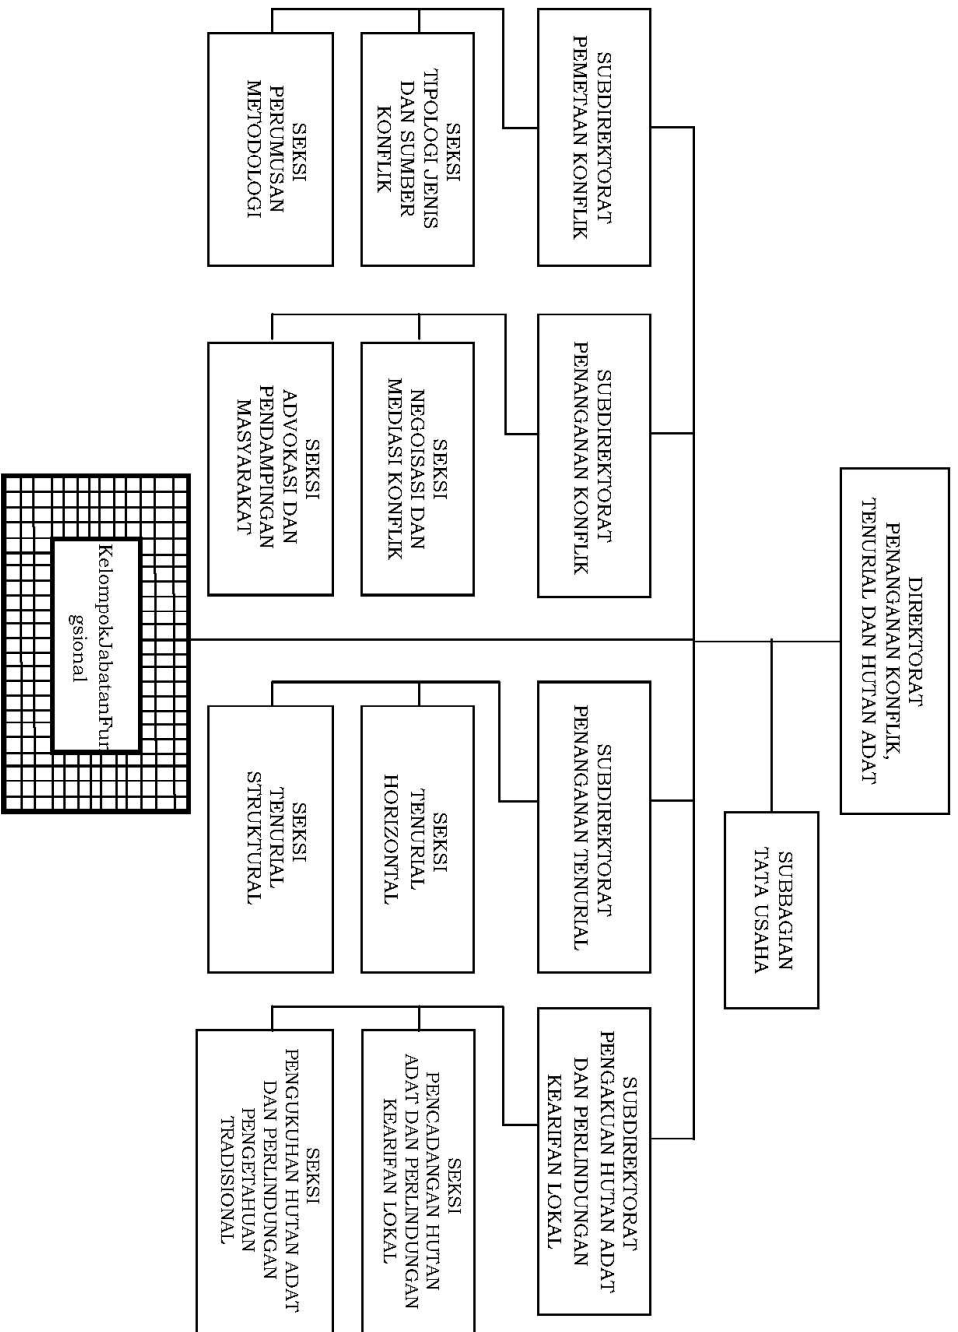 DIREKTORAT
PENANGANAN KONFLIK,
TENURIAL DAN HUTAN ADAT
SUBBAGIAN
TATA USAHA
SUBDIREKTORAT
PEMETAAN KONFLIK
SUBDIREKTORAT
PENANGANAN KONFLIK
SUBDIREKTORAT
PENANGANAN TENURIAL
SUBDIREKTORAT
PENGAKUAN HUTAN ADAT
DAN PERLINDUNGAN
KEARIFAN LOKAL
SEKSI
TIPOLOGI JENIS
DAN SUMBER
KONFLIK
SEKSI
NEGOISASI DAN
MEDIASI KONFLIK
SEKSI
TENURIAL
HORIZONTAL
SEKSI
PENCADANGAN HUTAN
ADAT DAN PERLINDUNGAN
KEARIFAN LOKAL
SEKSI
PERUMUSAN
METODOLOGI
SEKSI
ADVOKASI DAN
PENDAMPINGAN
MASYARAKAT
SEKSI
TENURIAL
STRUKTURAL
SEKSI
PENGUKUHAN HUTAN ADAT
DAN PERLINDUNGAN
PENGETAHUAN
TRADISIONAL
KelompokJabatanFun
gsional